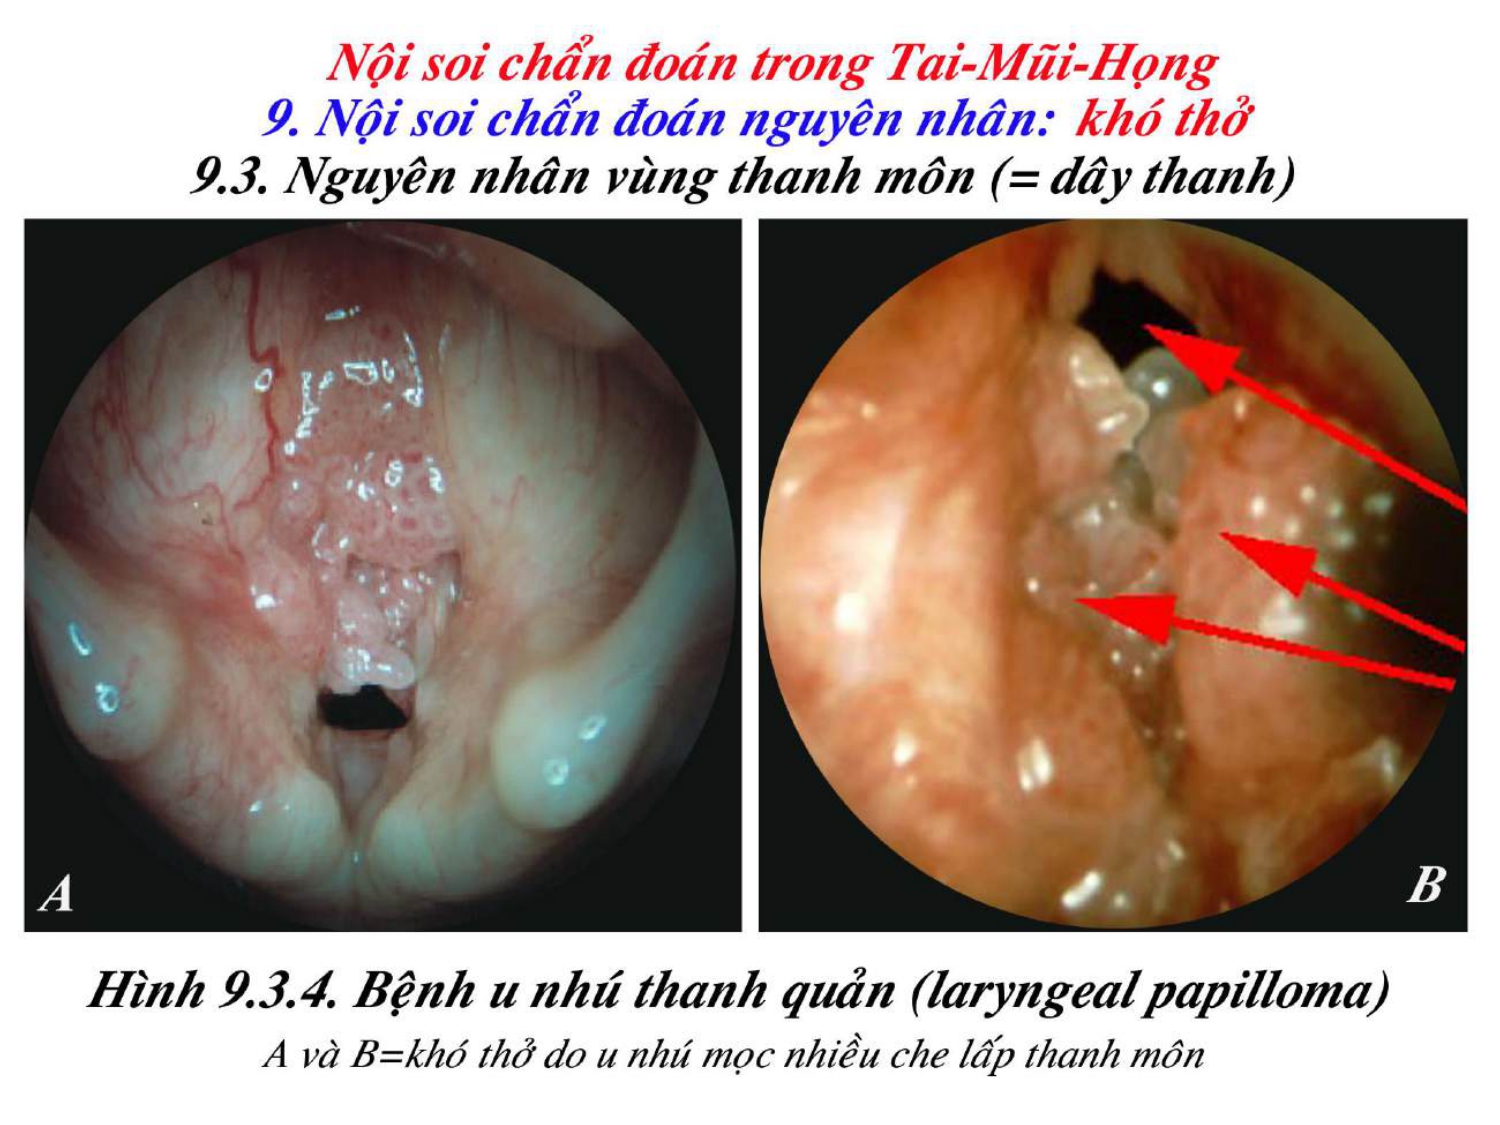 Nội soi chẩn đoán trong Tai-Mũi-Họng
9. Nội soi chẩn đoán nguyên nhân: khó thở
9.3. Nguyên nhân vùng thanh môn (= dây thanh)
A
B
Hình 9.3.4. Bệnh u nhú thanh quản (laryngeal papilloma)
A và B=khó thở do u nhú mọc nhiều che lấp thanh môn